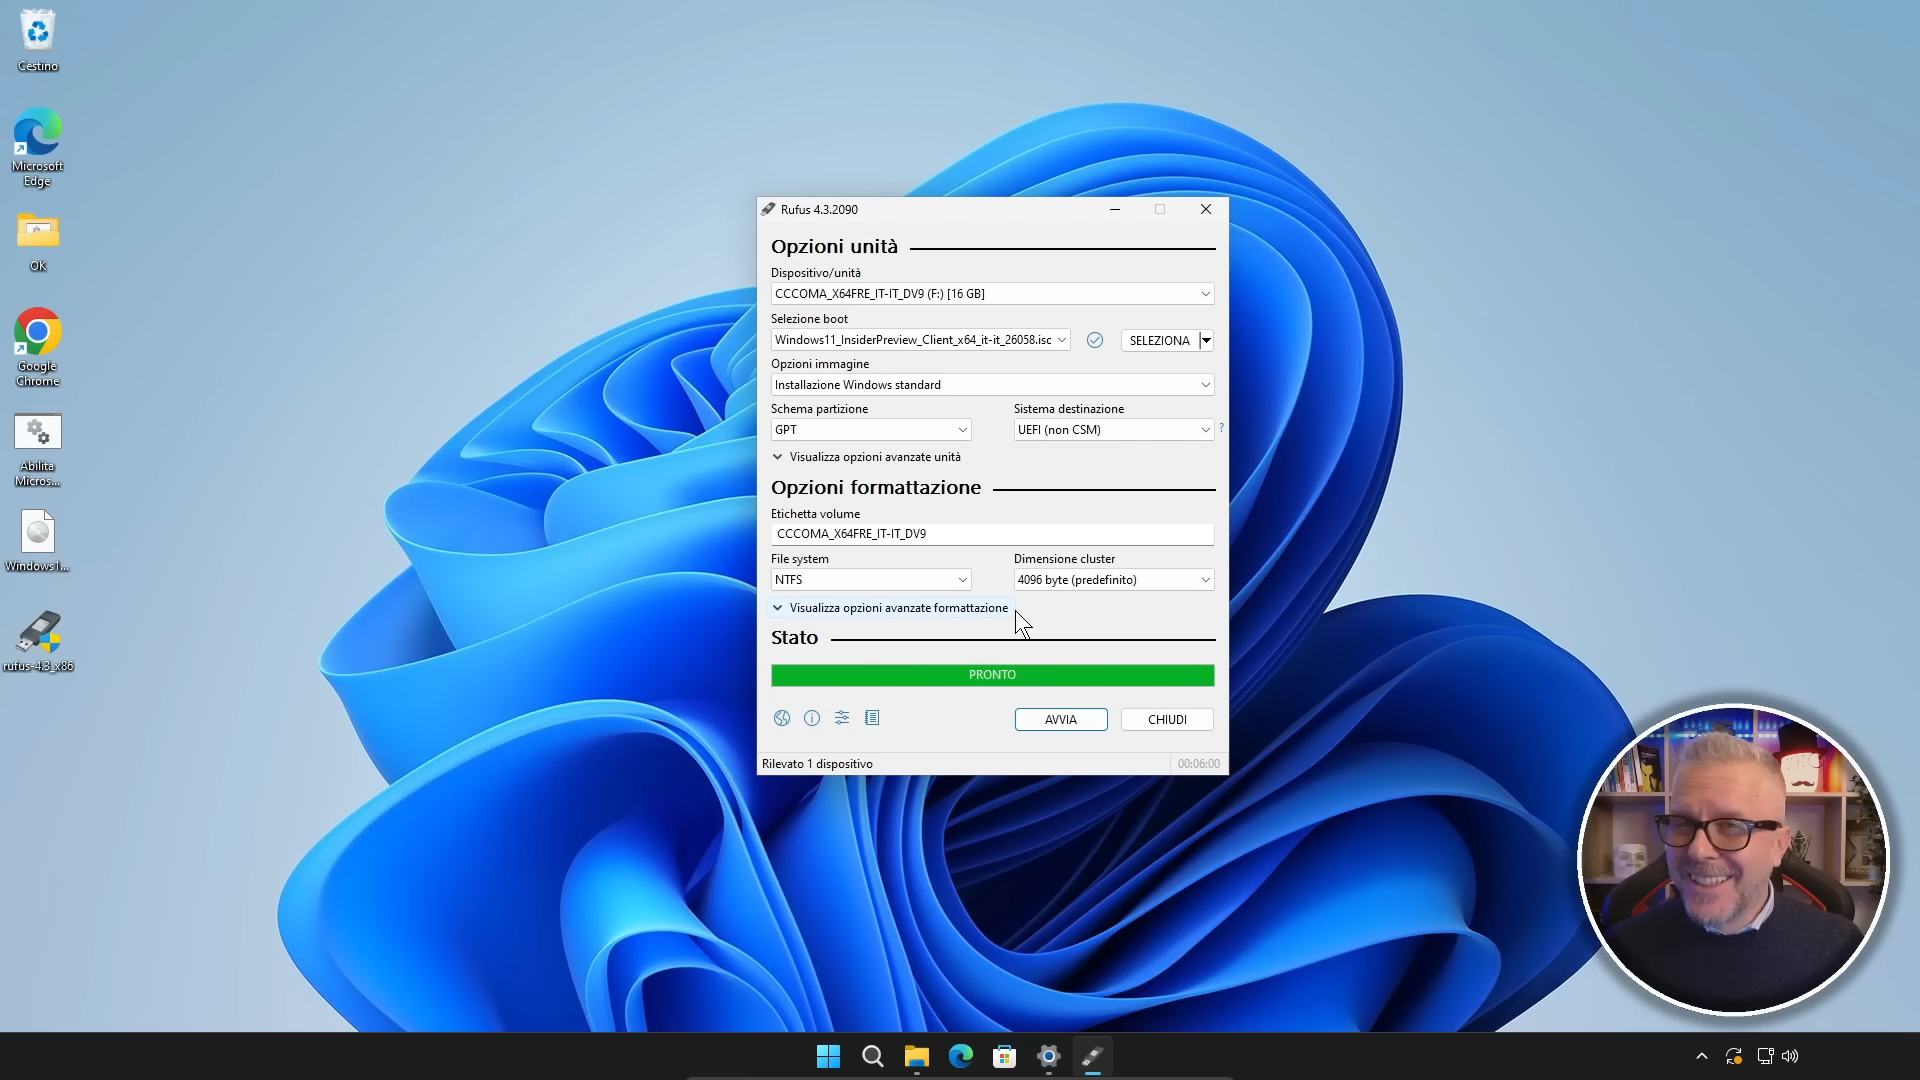 Cestino
Microsoft
Edge
OK
Google
Chrome
Abilita
Micros...
Windows1...
rufus-4.3_x86
Rufus 4.3.2090
Opzioni unità
Dispositivo/unità
CCCOMA_X64FRE_IT-IT_DV9 (F:) [16 GB]
Selezione boot
Windows11_InsiderPreview_Client_x64_it-it_26058.iso
SELEZIONA
Opzioni immagine
Installazione Windows standard
Schema partizione
Sistema destinazione
GPT
UEFI (non CSM)
?
Visualizza opzioni avanzate unità
Opzioni formattazione
Etichetta volume
CCCOMA_X64FRE_IT-IT_DV9
File system
Dimensione cluster
NTFS
4096 byte (predefinito)
Visualizza opzioni avanzate formattazione
Stato
PRONTO
AVVIA
CHIUDI
Rilevato 1 dispositivo
00:06:00